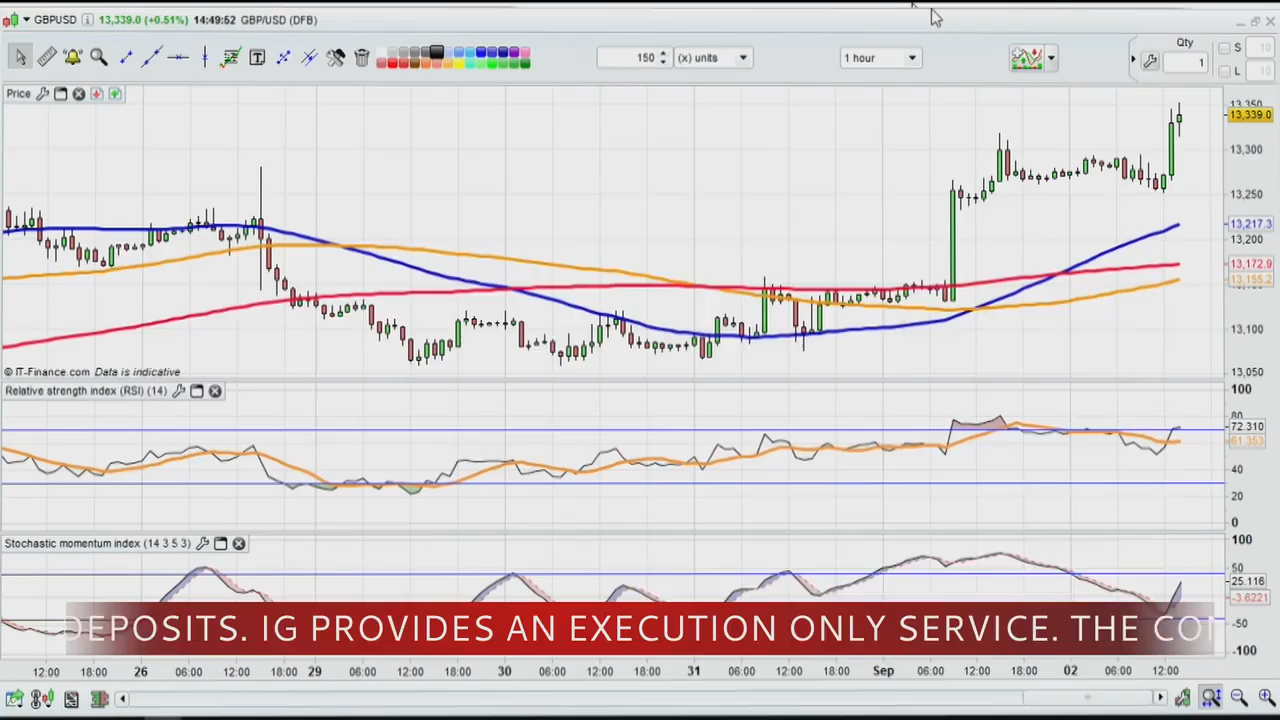 GBPUSD 13,339.0 (+0.51%) 14:49:52 GBP/USD (DFB)
150 (x) units 1 hour Qty 1 S 10 L 10
Price
13,350
13,339.0
13,300
13,250
13,217.3
13,200
13,172.9
13,155.2
13,100
13,050
© IT-Finance.com Data is indicative
Relative strength index (RSI) (14)
100
80
72.310
61.353
40
20
0
Stochastic momentum index (14 3 5 3)
100
50
25.116
-3.6221
-50
-100
DEPOSITS. IG PROVIDES AN EXECUTION ONLY SERVICE. THE CO
12:00 18:00 26 06:00 12:00 18:00 29 06:00 12:00 18:00 30 06:00 12:00 18:00 31 06:00 12:00 18:00 Sep 06:00 12:00 18:00 02 06:00 12:00